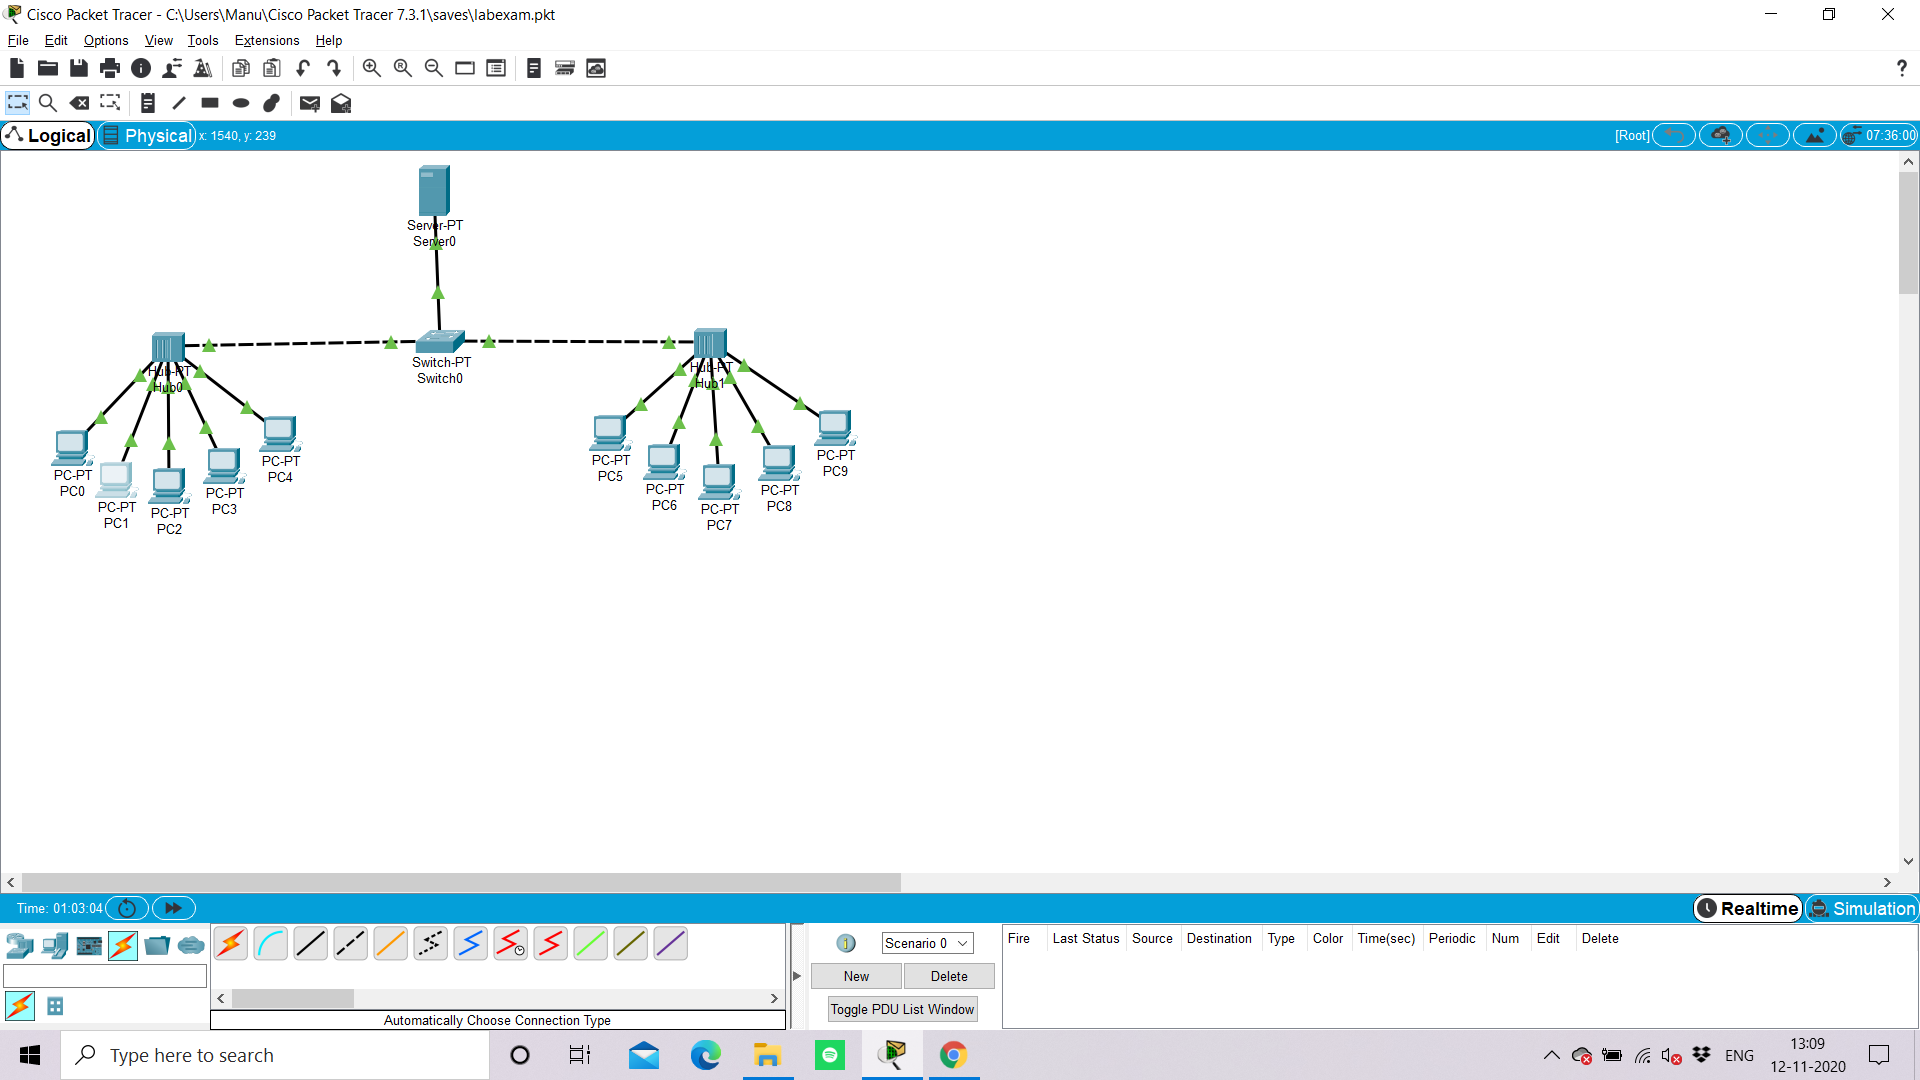 Cisco Packet Tracer - C:\Users\Manu\Cisco Packet Tracer 7.3.1\saves\labexam.pkt
File Edit Options View Tools Extensions Help
?
Logical Physical x: 1540, y: 239 [Root] 07:36:00
Server-PT
Server0
Switch-PT
Switch0
Hub-PT
Hub0
Hub-PT
Hub1
PC-PT
PC0
PC-PT
PC1
PC-PT
PC2
PC-PT
PC3
PC-PT
PC4
PC-PT
PC5
PC-PT
PC6
PC-PT
PC7
PC-PT
PC8
PC-PT
PC9
Time: 01:03:04 Realtime Simulation
Scenario 0
New Delete
Toggle PDU List Window
Fire Last Status Source Destination Type Color Time(sec) Periodic Num Edit Delete
Automatically Choose Connection Type
Type here to search
ENG
13:09
12-11-2020